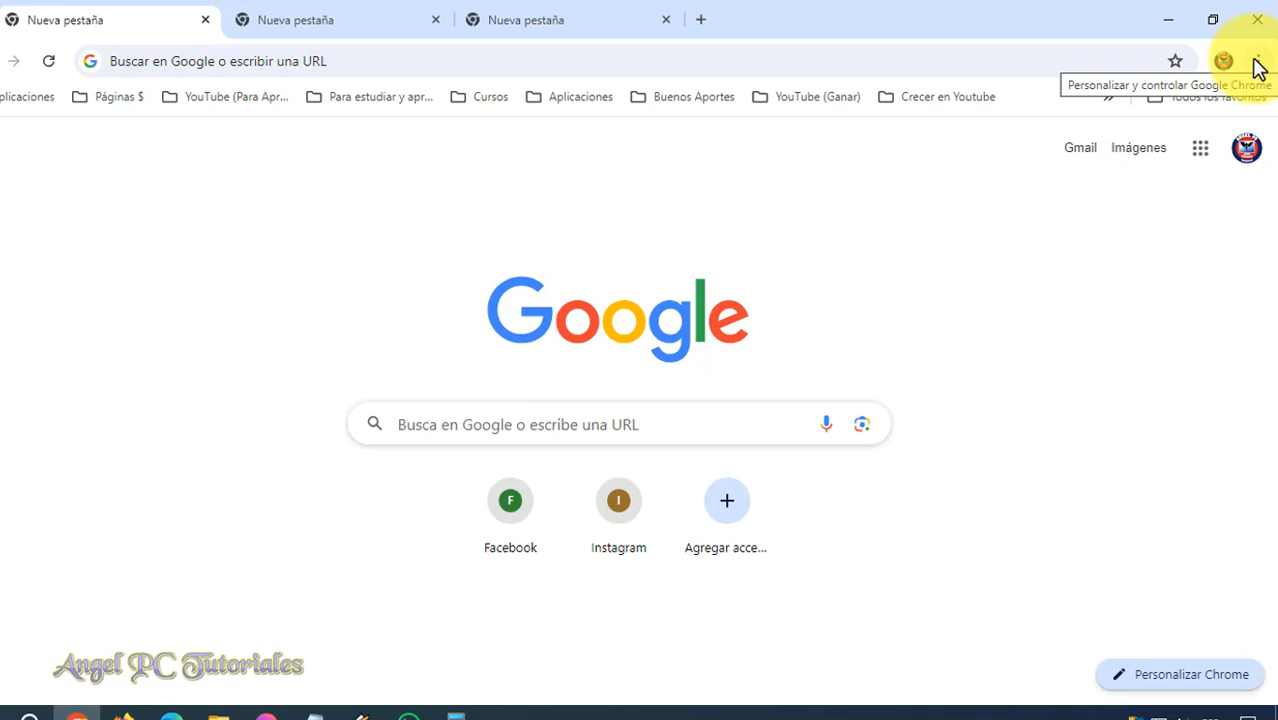 Nueva pestaña
Nueva pestaña
Nueva pestaña
Buscar en Google o escribir una URL
Personalizar y controlar Google Chrome
plicaciones
Páginas $
YouTube (Para Apr...
Para estudiar y apr...
Cursos
Aplicaciones
Buenos Aportes
YouTube (Ganar)
Crecer en Youtube
Todos los favoritos
Gmail
Imágenes
Google
Busca en Google o escribe una URL
F
I
Facebook
Instagram
Agregar acce...
Angel PC Tutoriales
Personalizar Chrome